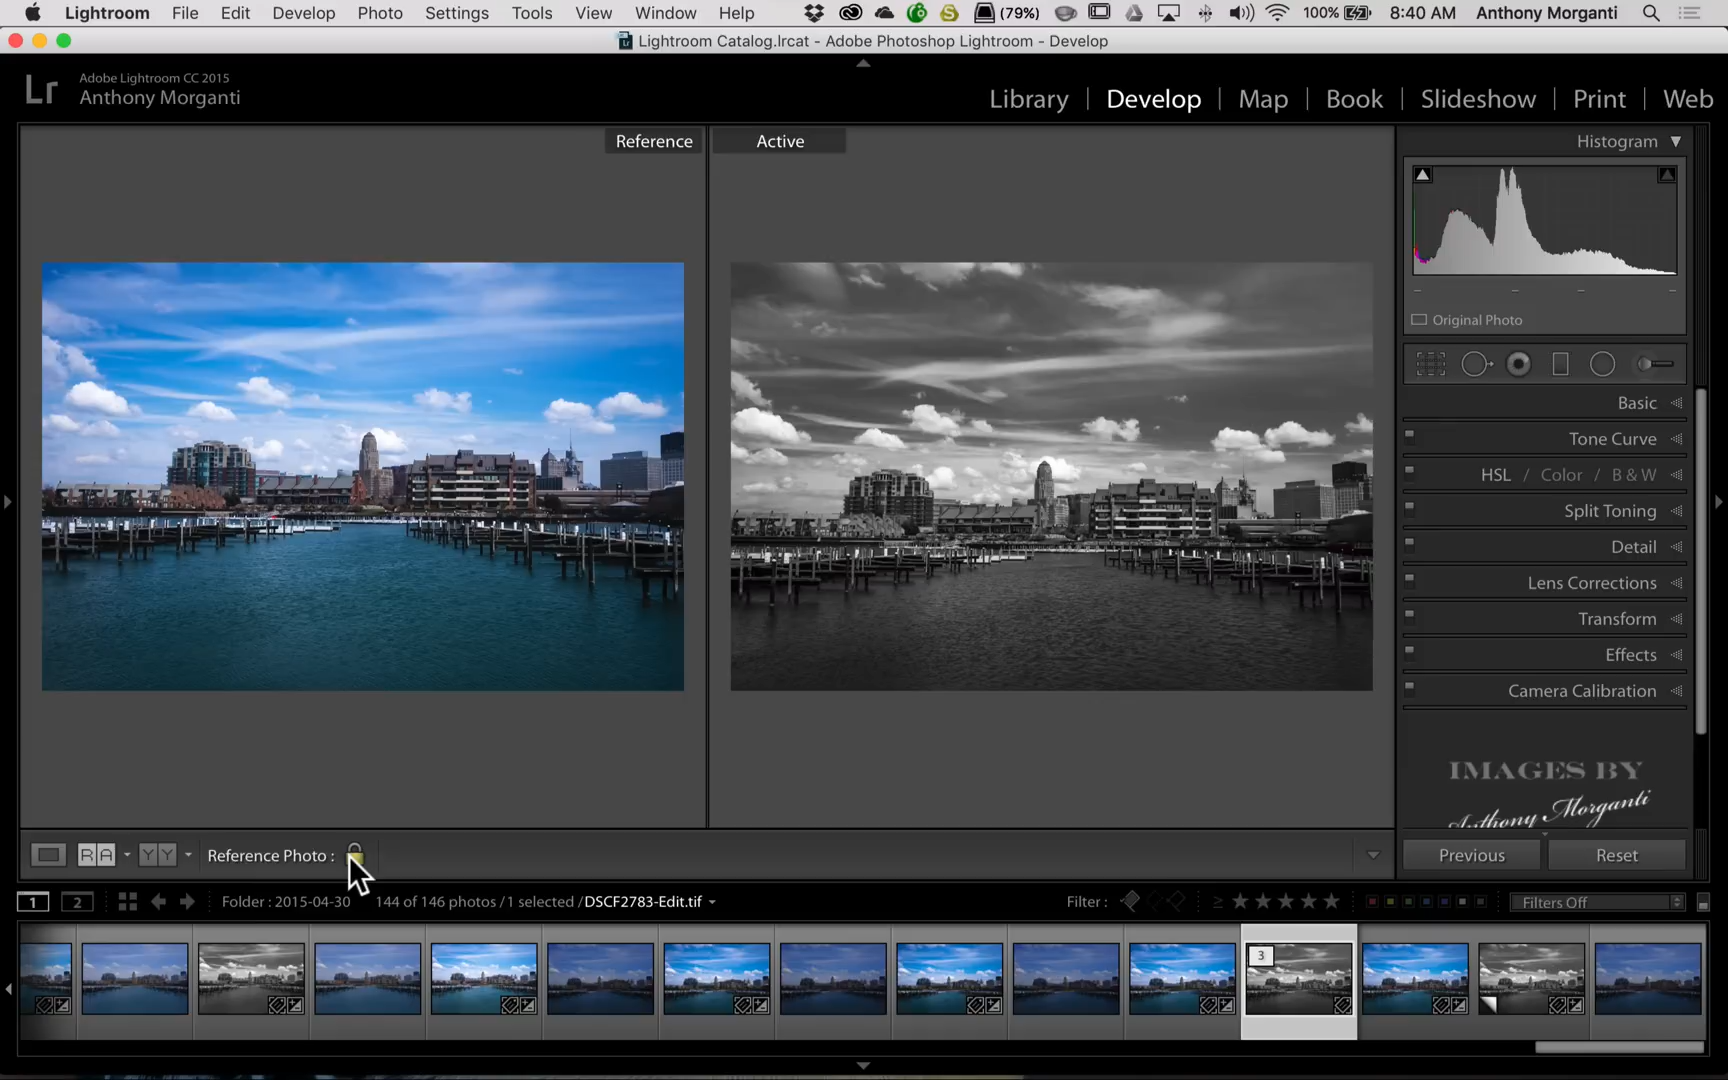 Lightroom File Edit Develop Photo Settings Tools View Window Help (79%) 100% 8:40 AM Anthony Morganti
Lightroom Catalog.lrcat - Adobe Photoshop Lightroom - Develop
Lr Adobe Lightroom CC 2015
Anthony Morganti
Library | Develop | Map | Book | Slideshow | Print | Web
Reference Active
Histogram
Original Photo
Basic
Tone Curve
HSL / Color / B & W
Split Toning
Detail
Lens Corrections
Transform
Effects
Camera Calibration
IMAGES BY
Anthony Morganti
R A Y Y Reference Photo :
Previous Reset
1 2 Folder : 2015-04-30 144 of 146 photos / 1 selected / DSCF2783-Edit.tif Filter : ≥ ★ ★ ★ ★ ★ Filters Off
3